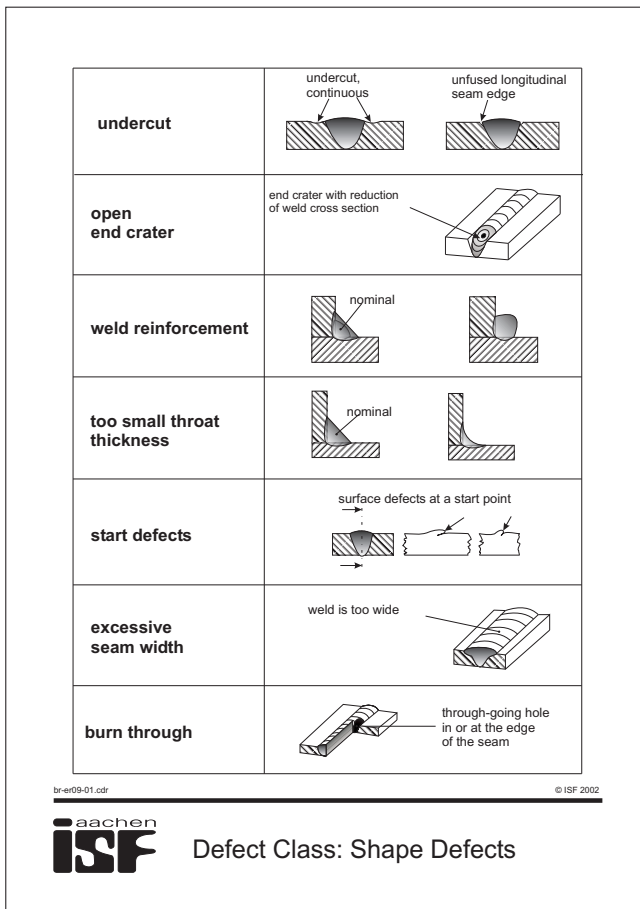 undercut
undercut,
continuous
unfused longitudinal
seam edge
open
end crater
end crater with reduction
of weld cross section
weld reinforcement
nominal
too small throat
thickness
nominal
start defects
surface defects at a start point
excessive
seam width
weld is too wide
burn through
through-going hole
in or at the edge
of the seam
br-er09-01.cdr
© ISF 2002
aachen
ISF
Defect Class: Shape Defects